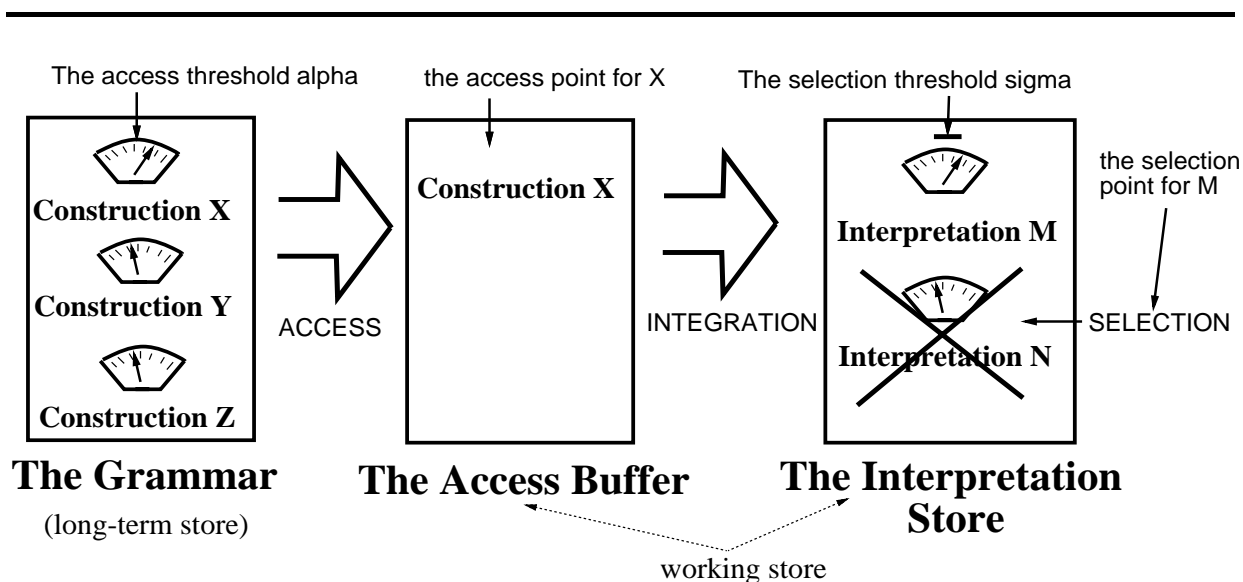 The access threshold alpha
the access point for X
The selection threshold sigma
the selection
point for M
Construction X
Construction Y
Construction Z
ACCESS
Construction X
INTEGRATION
Interpretation M
Interpretation N
SELECTION
The Grammar
(long-term store)
The Access Buffer
The Interpretation
Store
working store